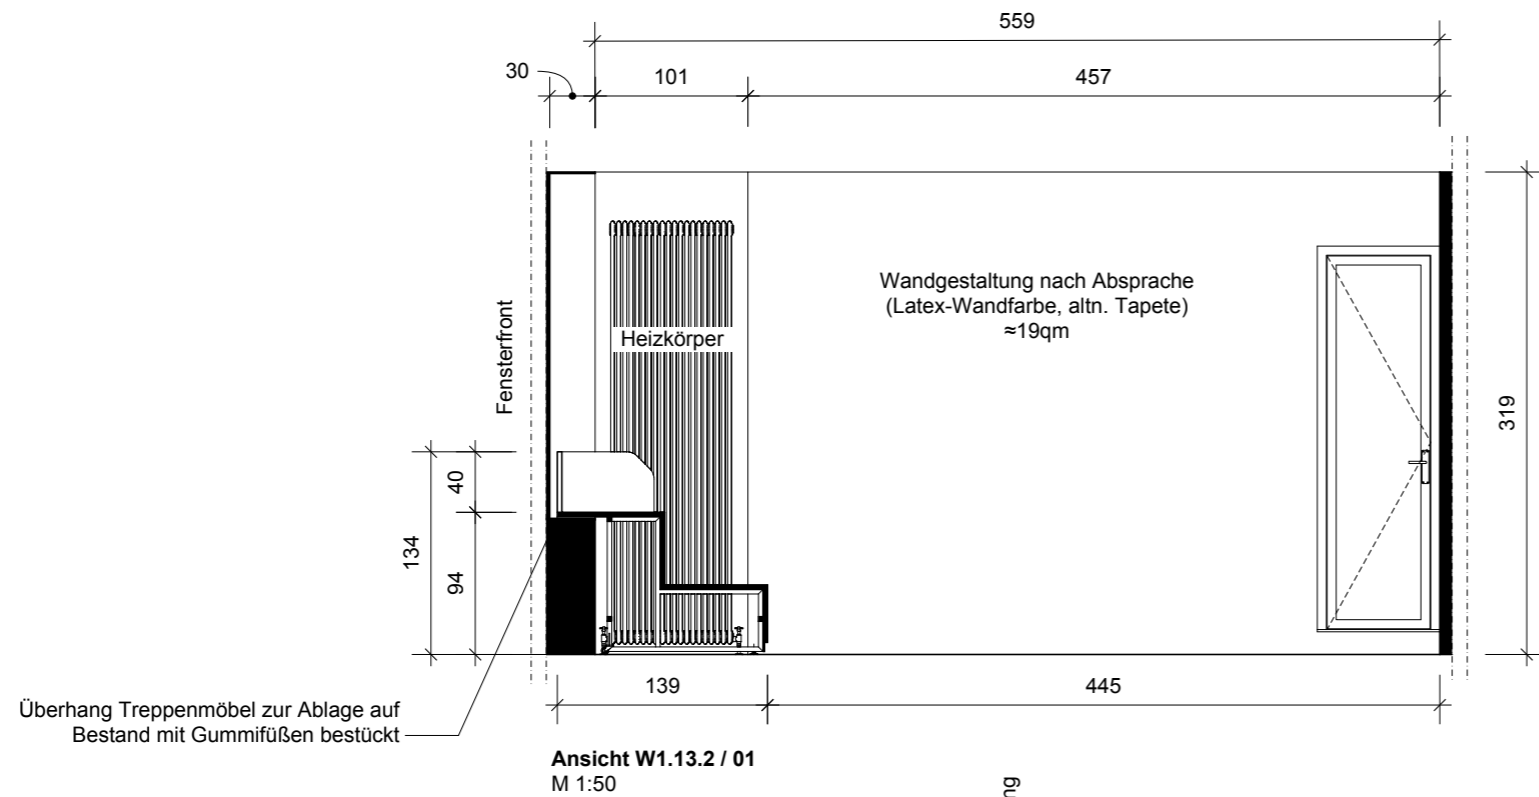 559
30
101
457
Wandgestaltung nach Absprache
(Latex-Wandfarbe, altn. Tapete)
≈19qm
Heizkörper
Fensterfront
319
40
134
94
139
445
Überhang Treppenmöbel zur Ablage auf
Bestand mit Gummifüßen bestückt
Ansicht W1.13.2 / 01
M 1:50
ng